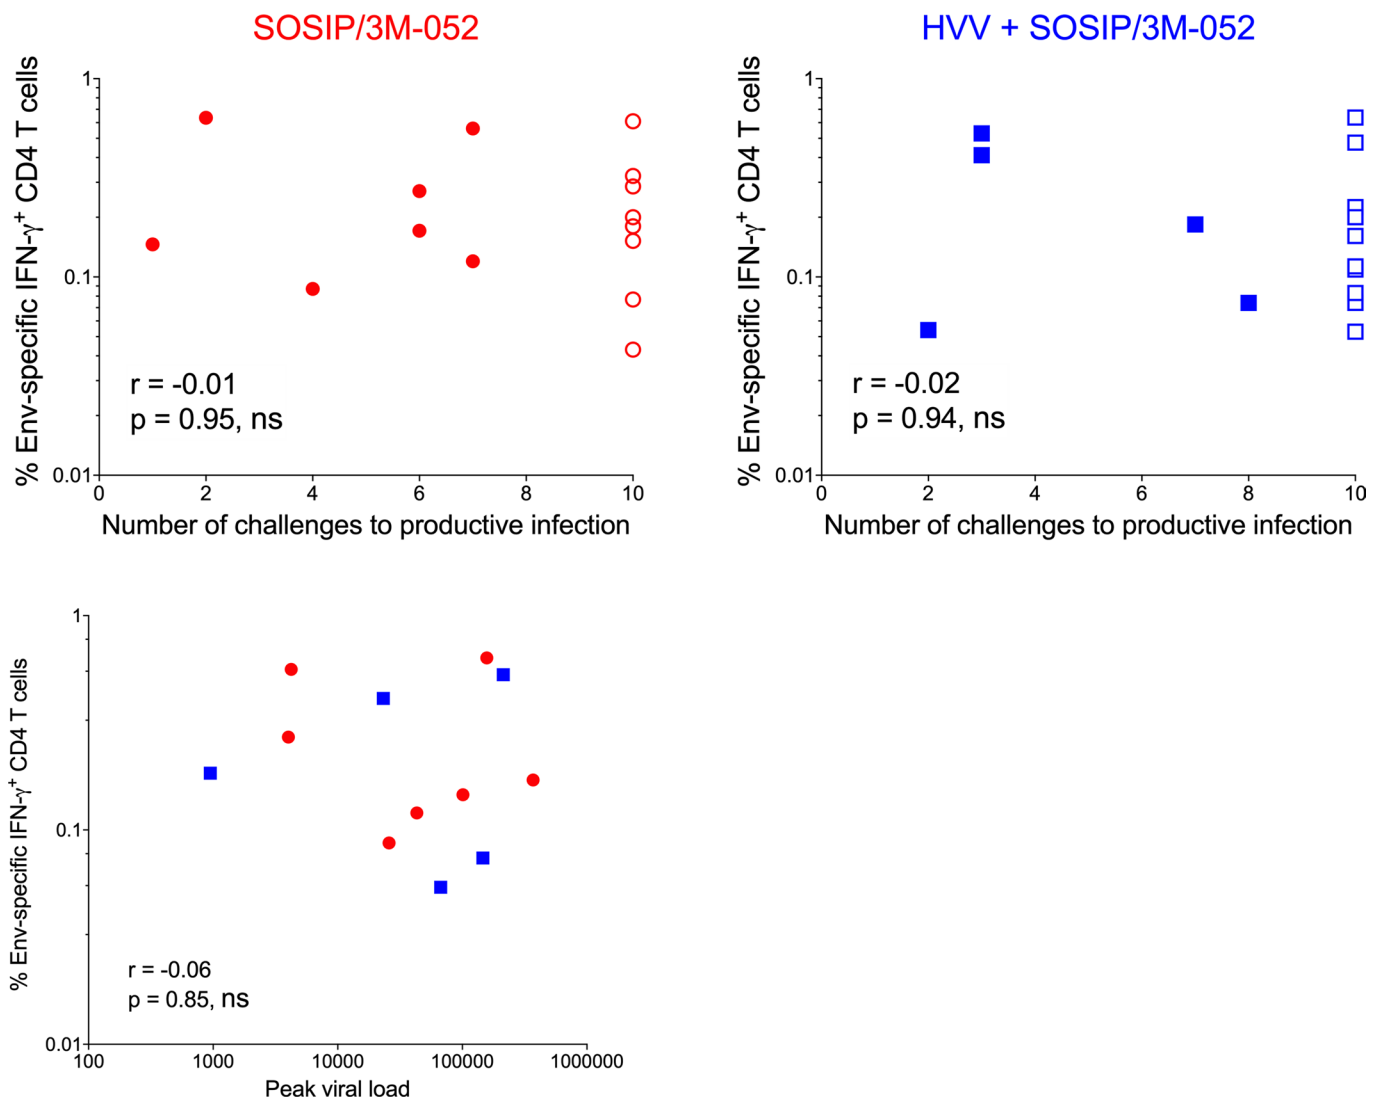 SOSIP/3M-052
% Env-specific IFN-γ+ CD4 T cells
1
0.1
0.01
r = -0.01
p = 0.95, ns
0 2 4 6 8 10
Number of challenges to productive infection
HVV + SOSIP/3M-052
% Env-specific IFN-γ+ CD4 T cells
1
0.1
0.01
r = -0.02
p = 0.94, ns
0 2 4 6 8 10
Number of challenges to productive infection
% Env-specific IFN-γ+ CD4 T cells
1
0.1
0.01
r = -0.06
p = 0.85, ns
100 1000 10000 100000 1000000
Peak viral load